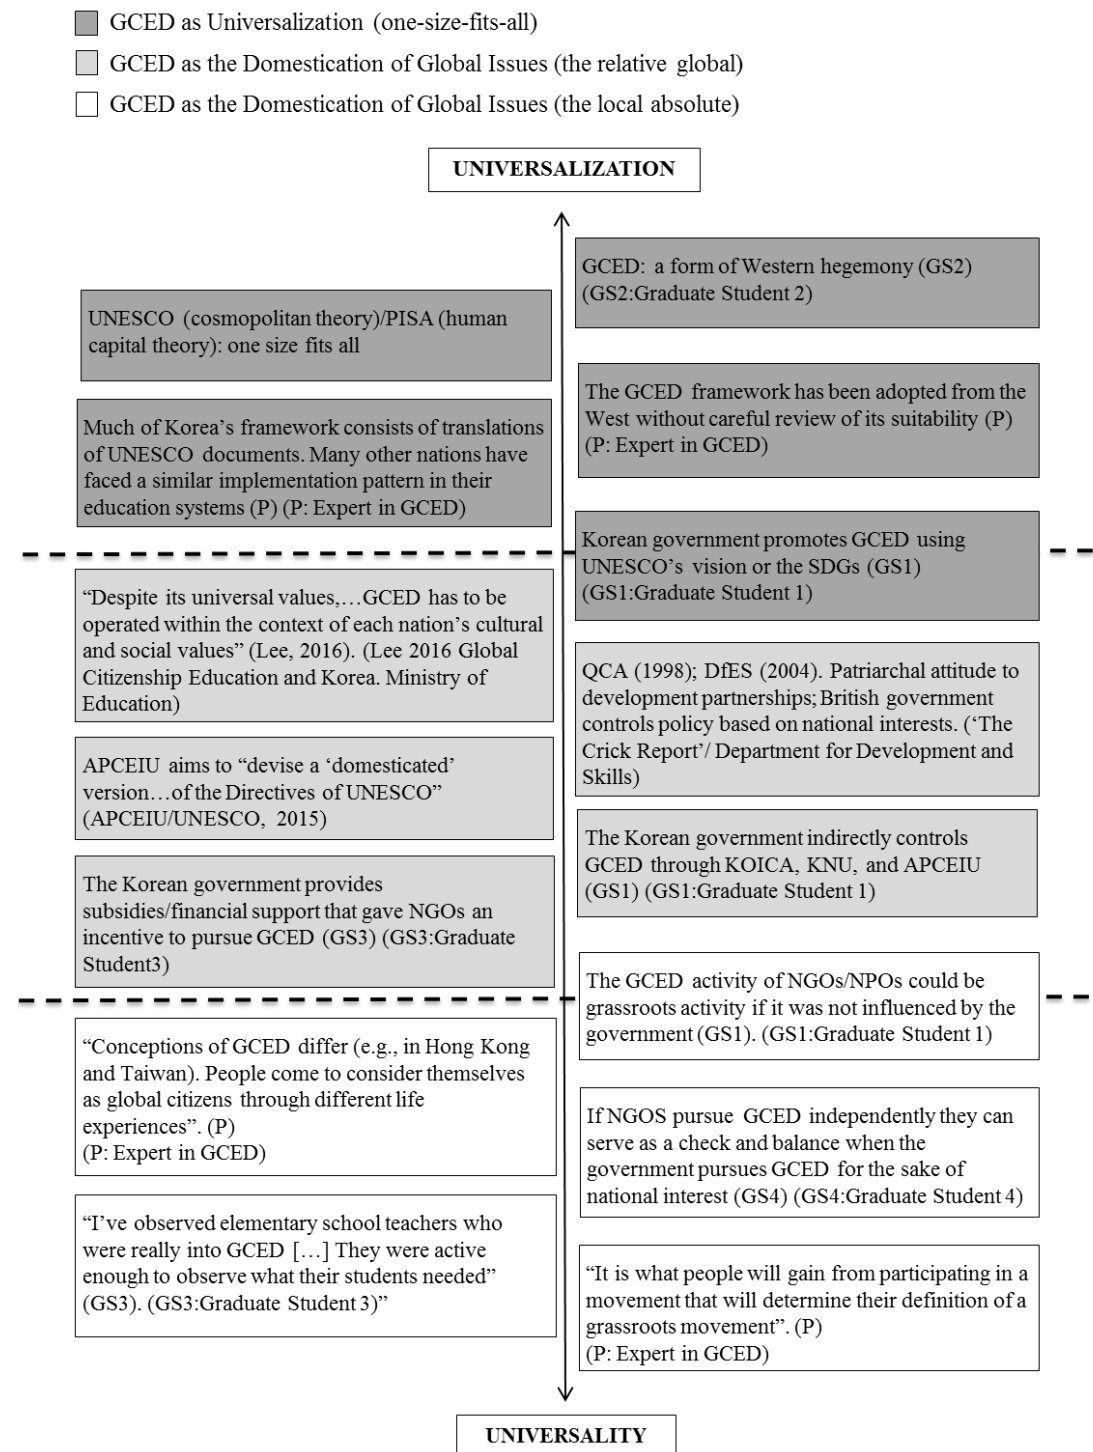 GCED as Universalization (one-size-fits-all)
GCED as the Domestication of Global Issues (the relative global)
GCED as the Domestication of Global Issues (the local absolute)
UNIVERSALIZATION
GCED: a form of Western hegemony (GS2)
(GS2:Graduate Student 2)
UNESCO (cosmopolitan theory)/PISA (human
capital theory): one size fits all
The GCED framework has been adopted from the
West without careful review of its suitability (P)
(P: Expert in GCED)
Much of Korea's framework consists of translations
of UNESCO documents. Many other nations have
faced a similar implementation pattern in their
education systems (P) (P: Expert in GCED)
Korean government promotes GCED using
UNESCO's vision or the SDGs (GS1)
(GS1:Graduate Student 1)
“Despite its universal values,…GCED has to be
operated within the context of each nation's cultural
and social values” (Lee, 2016). (Lee 2016 Global
Citizenship Education and Korea. Ministry of
Education)
QCA (1998); DfES (2004). Patriarchal attitude to
development partnerships; British government
controls policy based on national interests. (‘The
Crick Report’/ Department for Development and
Skills)
APCEIU aims to “devise a ‘domesticated’
version…of the Directives of UNESCO”
(APCEIU/UNESCO, 2015)
The Korean government indirectly controls
GCED through KOICA, KNU, and APCEIU
(GS1) (GS1:Graduate Student 1)
The Korean government provides
subsidies/financial support that gave NGOs an
incentive to pursue GCED (GS3) (GS3:Graduate
Student3)
The GCED activity of NGOs/NPOs could be
grassroots activity if it was not influenced by the
government (GS1). (GS1:Graduate Student 1)
“Conceptions of GCED differ (e.g., in Hong Kong
and Taiwan). People come to consider themselves
as global citizens through different life
experiences”. (P)
(P: Expert in GCED)
If NGOS pursue GCED independently they can
serve as a check and balance when the
government pursues GCED for the sake of
national interest (GS4) (GS4:Graduate Student 4)
“I've observed elementary school teachers who
were really into GCED […] They were active
enough to observe what their students needed”
(GS3). (GS3:Graduate Student 3)”
“It is what people will gain from participating in a
movement that will determine their definition of a
grassroots movement”. (P)
(P: Expert in GCED)
UNIVERSALITY